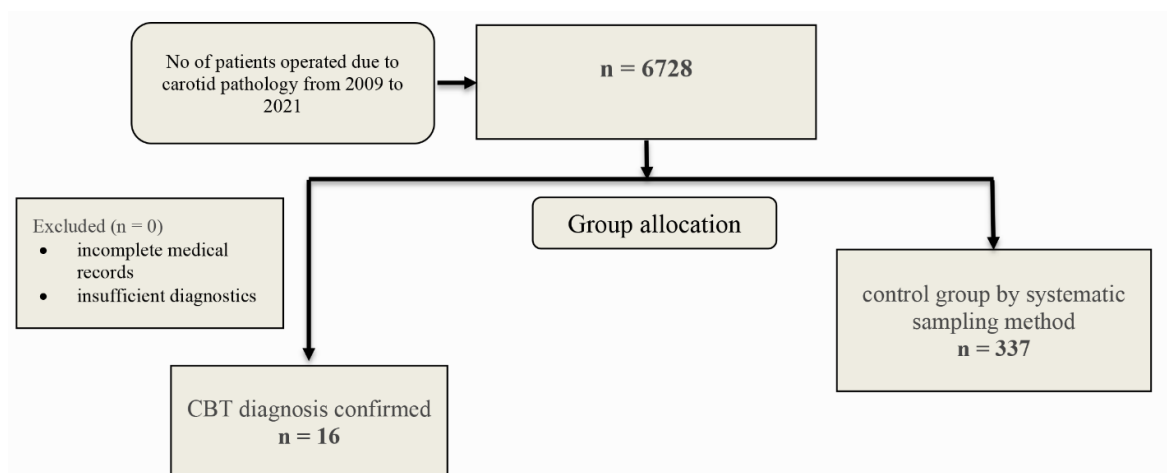 No of patients operated due to
carotid pathology from 2009 to
2021
n = 6728
Group allocation
Excluded (n = 0)
• incomplete medical
records
• insufficient diagnostics
control group by systematic
sampling method
n = 337
CBT diagnosis confirmed
n = 16